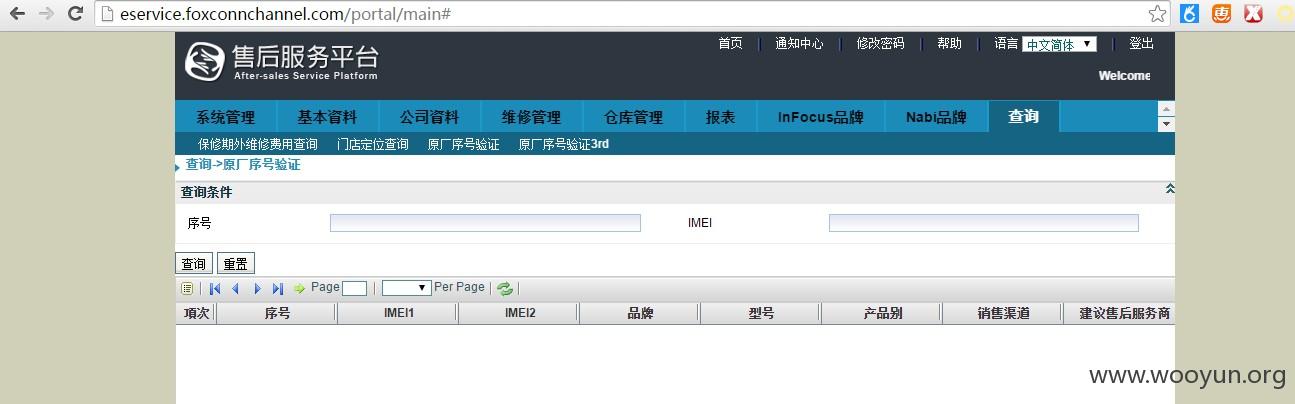 eservice.foxconnchannel.com/portal/main#
售后服务平台
After-sales Service Platform
首页 | 通知中心 | 修改密码 | 帮助 | 语言 中文简体 | 登出
Welcome
系统管理 基本资料 公司资料 维修管理 仓库管理 报表 InFocus品牌 Nabi品牌 查询
保修期外维修费用查询 门店定位查询 原厂序号验证 原厂序号验证3rd
查询->原厂序号验证
查询条件
序号 IMEI
查询 重置
Page Per Page
項次 序号 IMEI1 IMEI2 品牌 型号 产品别 销售渠道 建议售后服务商
www.wooyun.org